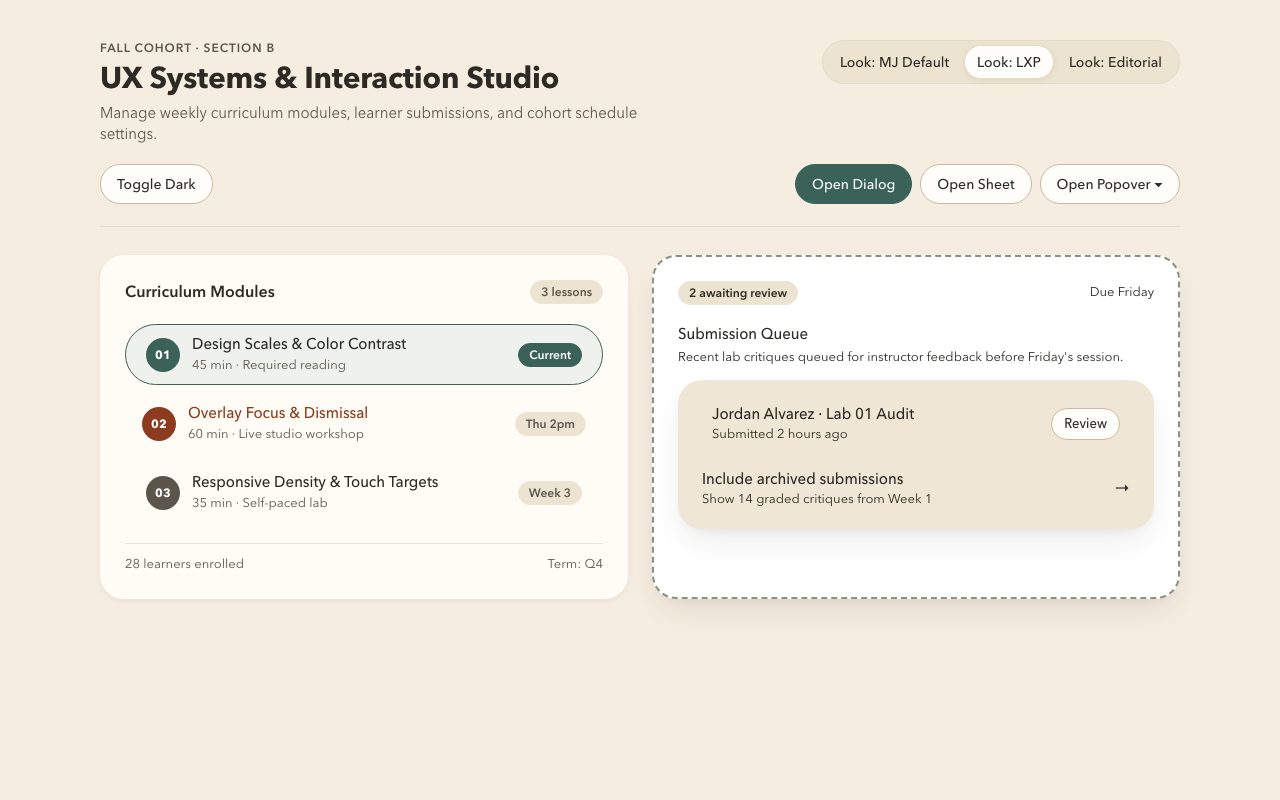 FALL COHORT · SECTION B
UX Systems & Interaction Studio
Manage weekly curriculum modules, learner submissions, and cohort schedule
settings.
Look: MJ Default
Look: LXP
Look: Editorial
Toggle Dark
Open Dialog
Open Sheet
Open Popover
Curriculum Modules
3 lessons
01
Design Scales & Color Contrast
45 min · Required reading
Current
02
Overlay Focus & Dismissal
60 min · Live studio workshop
Thu 2pm
03
Responsive Density & Touch Targets
35 min · Self-paced lab
Week 3
28 learners enrolled
Term: Q4
2 awaiting review
Due Friday
Submission Queue
Recent lab critiques queued for instructor feedback before Friday's session.
Jordan Alvarez · Lab 01 Audit
Submitted 2 hours ago
Review
Include archived submissions
Show 14 graded critiques from Week 1
→